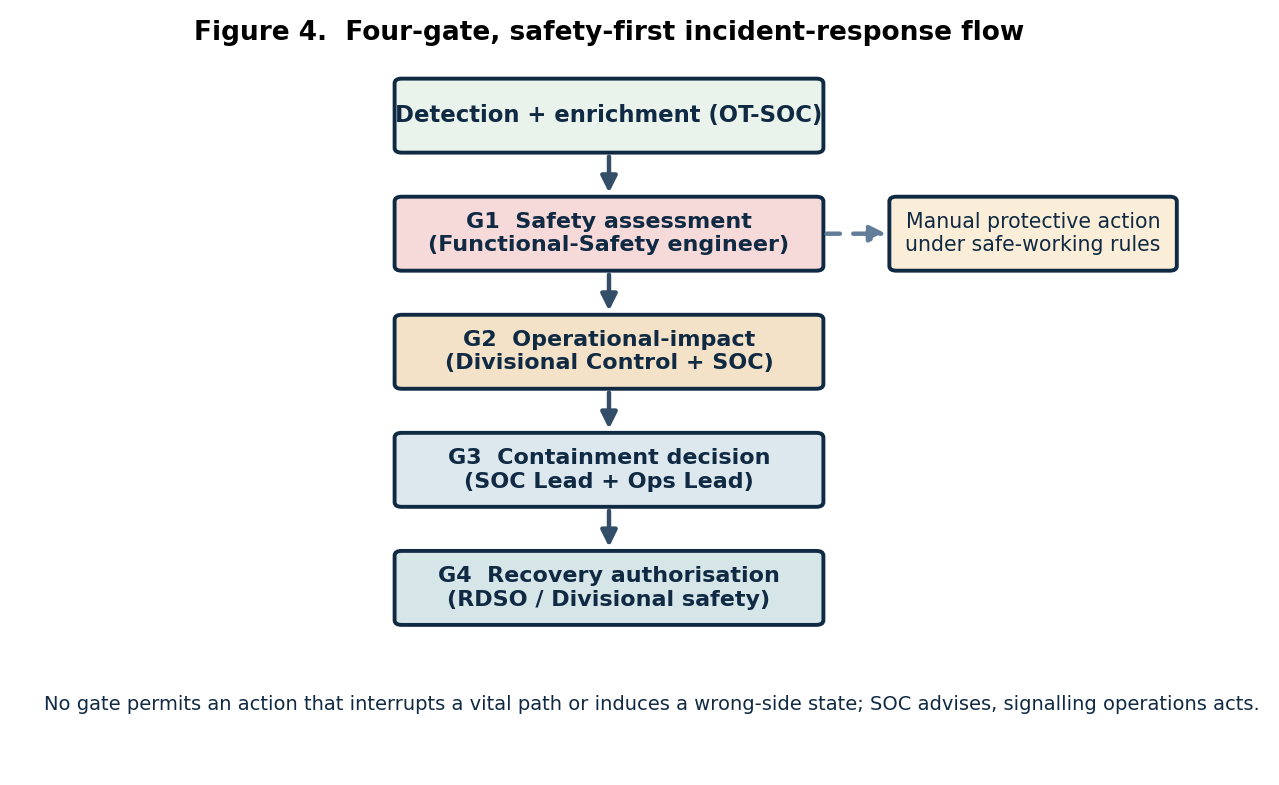 Figure 4.  Four-gate, safety-first incident-response flow
Detection + enrichment (OT-SOC)
G1  Safety assessment
(Functional-Safety engineer)
Manual protective action
under safe-working rules
G2  Operational-impact
(Divisional Control + SOC)
G3  Containment decision
(SOC Lead + Ops Lead)
G4  Recovery authorisation
(RDSO / Divisional safety)
No gate permits an action that interrupts a vital path or induces a wrong-side state; SOC advises, signalling operations acts.